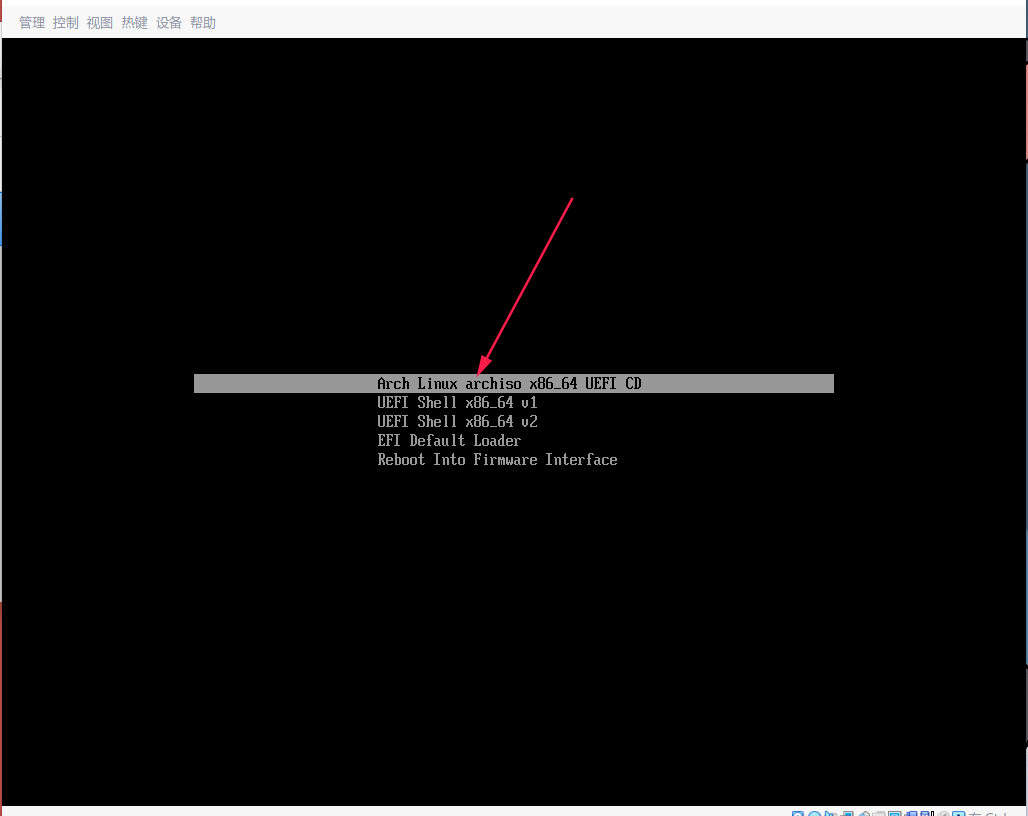 管理 控制 视图 热键 设备 帮助
Arch Linux archiso x86_64 UEFI CD
UEFI Shell x86_64 v1
UEFI Shell x86_64 v2
EFI Default Loader
Reboot Into Firmware Interface